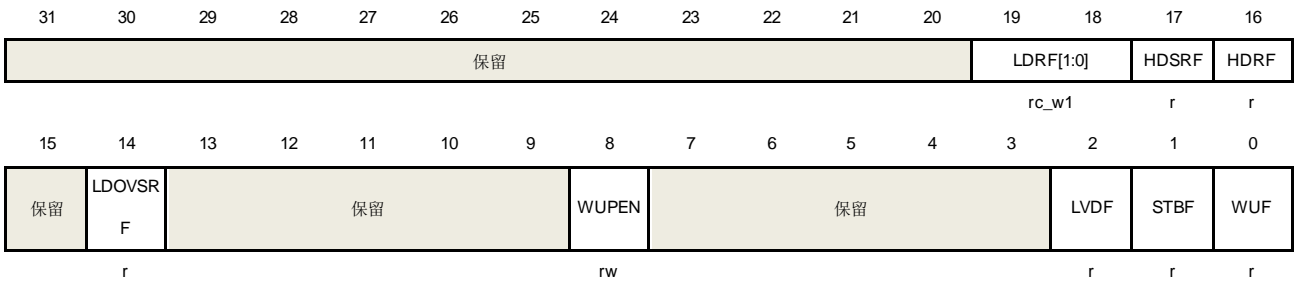 31 30 29 28 27 26 25 24 23 22 21 20 19 18 17 16
保留 LDRF[1:0] HDSRF HDRF
rc_w1 r r
15 14 13 12 11 10 9 8 7 6 5 4 3 2 1 0
保留 LDOVSR
F 保留 WUPEN 保留 LVDF STBF WUF
r rw r r r